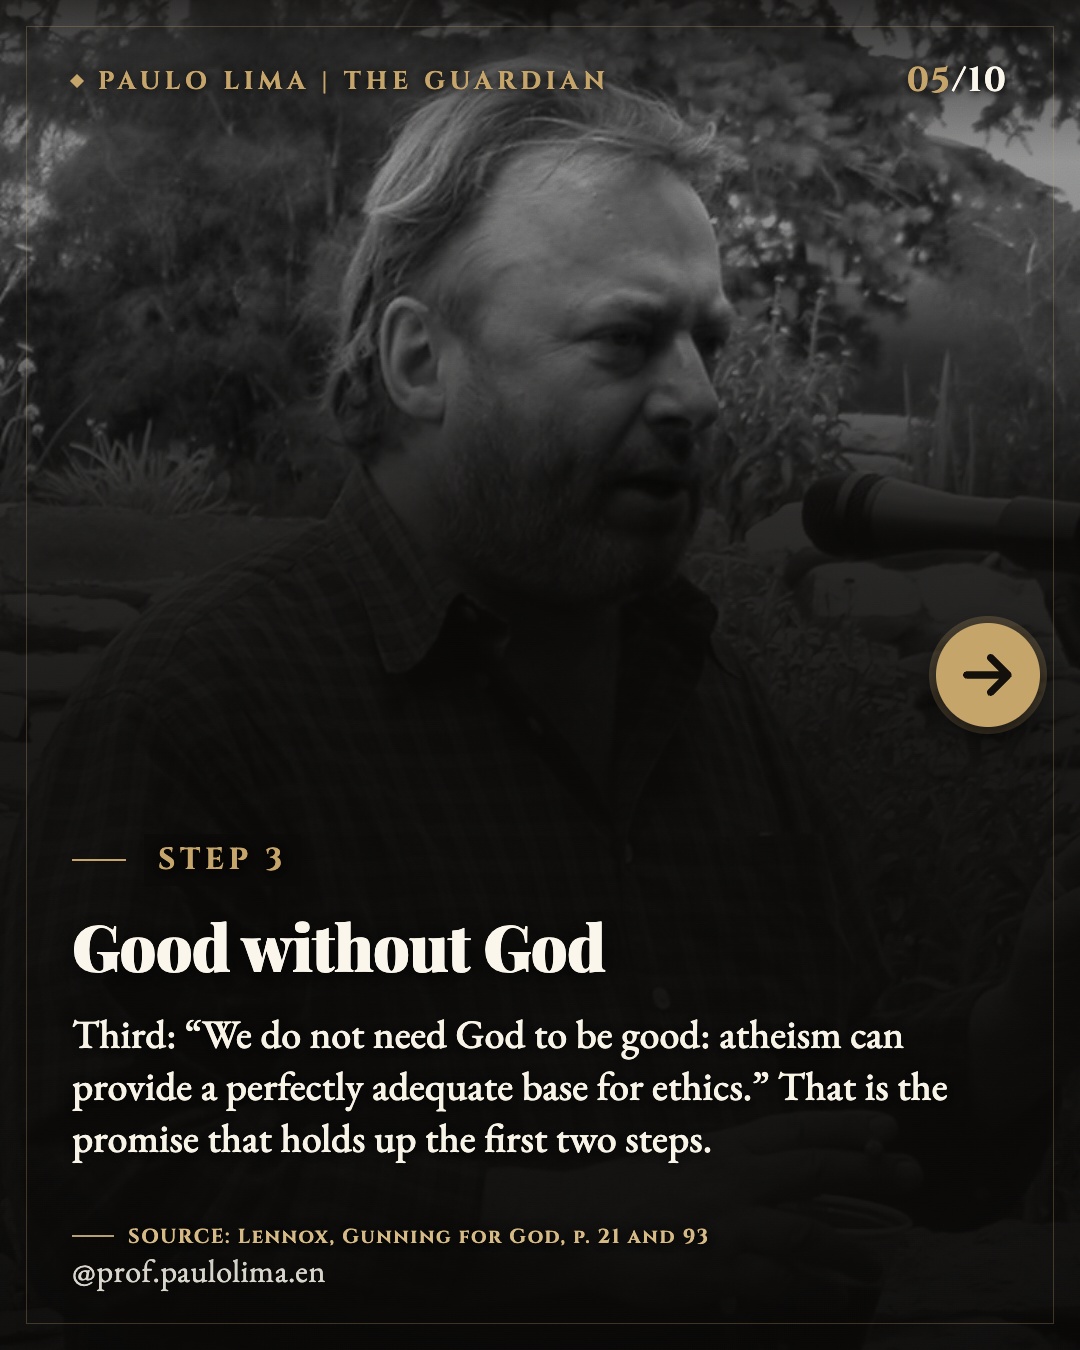 PAULO LIMA | THE GUARDIAN
05/10
STEP 3
Good without God
Third: “We do not need God to be good: atheism can
provide a perfectly adequate base for ethics.” That is the
promise that holds up the first two steps.
SOURCE: Lennox, Gunning for God, p. 21 and 93
@prof.paulolima.en